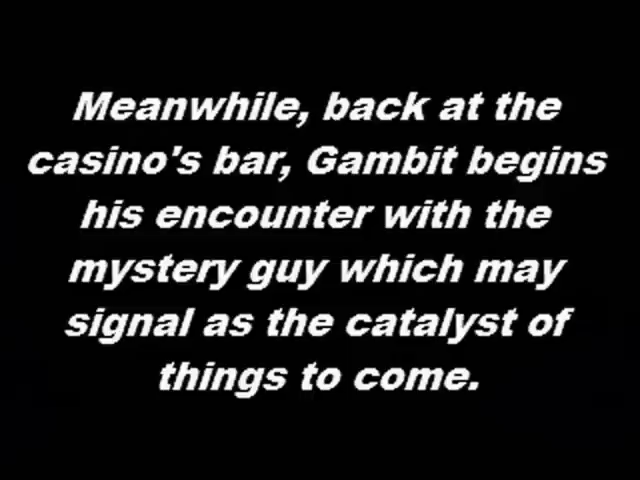 Meanwhile, back at the
casino's bar, Gambit begins
his encounter with the
mystery guy which may
signal as the catalyst of
things to come.